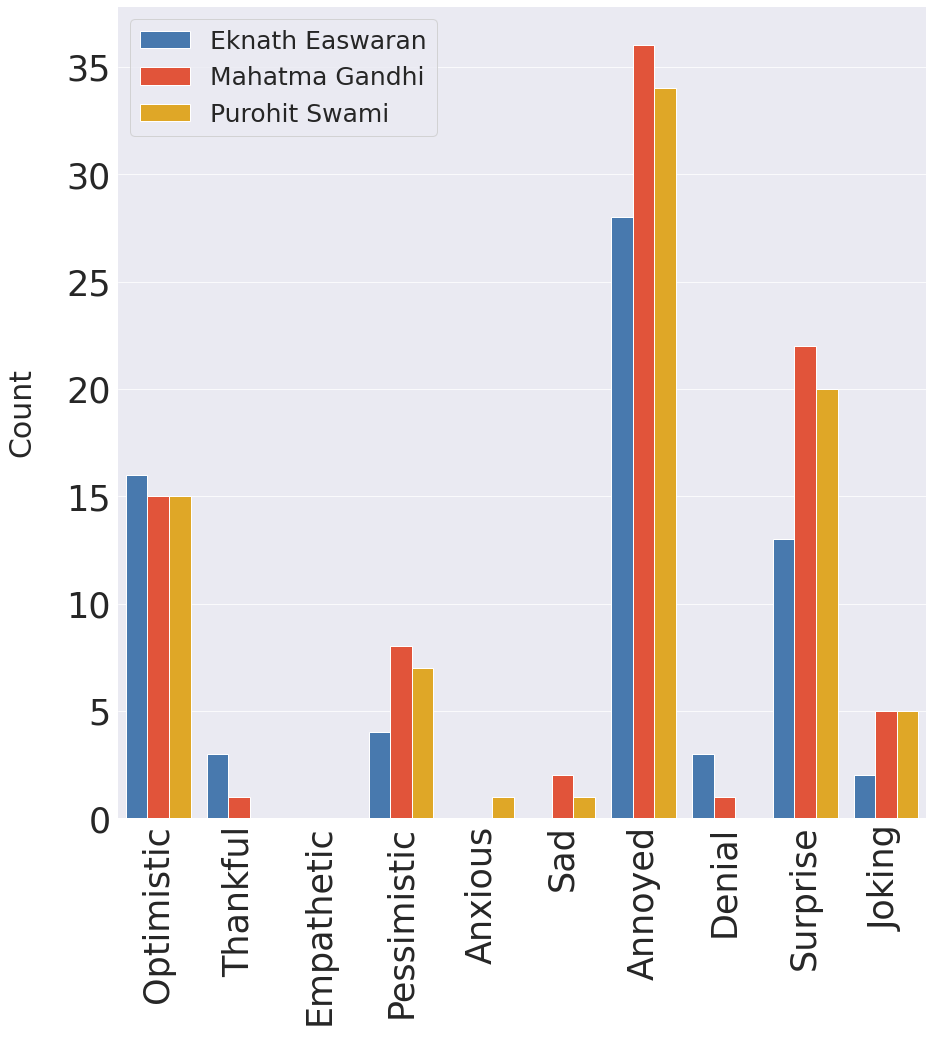 Eknath Easwaran
Mahatma Gandhi
Purohit Swami
Count
35
30
25
20
15
10
5
0
Optimistic
Thankful
Empathetic
Pessimistic
Anxious
Sad
Annoyed
Denial
Surprise
Joking